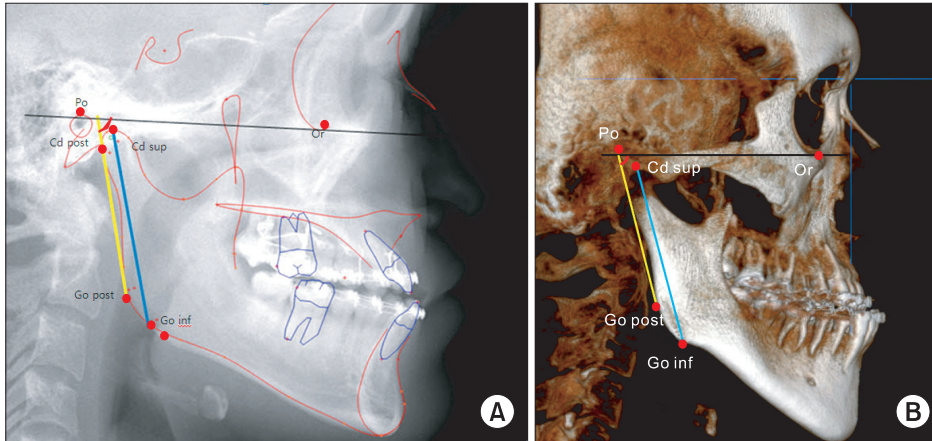 Po
Or
Cd post
Cd sup
Go post
Go inf
A
Po
Cd sup
Or
Go post
Go inf
B